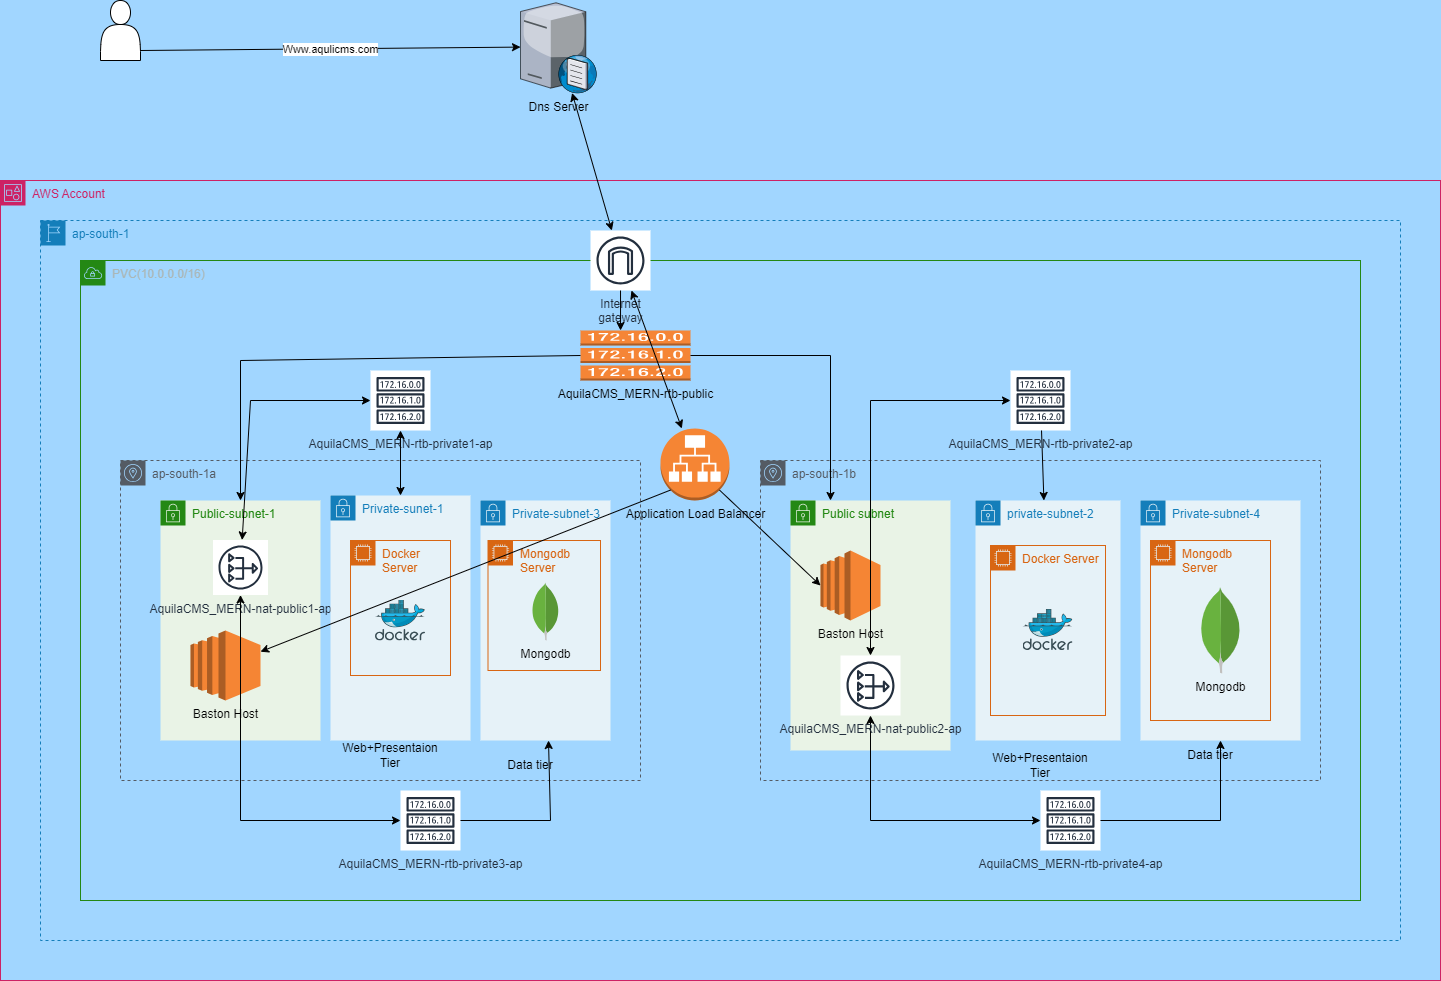 Www.aqulicms.com
Dns Server
AWS Account
ap-south-1
PVC(10.0.0.0/16)
Internet
gateway
172.16.0.0
172.16.1.0
172.16.2.0
AquilaCMS_MERN-rtb-public
172.16.0.0
172.16.1.0
172.16.2.0
AquilaCMS_MERN-rtb-private1-ap
172.16.0.0
172.16.1.0
172.16.2.0
AquilaCMS_MERN-rtb-private2-ap
ap-south-1a
Public-subnet-1
AquilaCMS_MERN-nat-public1-ap
Baston Host
Private-sunet-1
Docker
Server
docker
Web+Presentaion
Tier
Private-subnet-3
Mongodb
Server
Mongodb
Data tier
Application Load Balancer
ap-south-1b
Public subnet
Baston Host
AquilaCMS_MERN-nat-public2-ap
private-subnet-2
Docker Server
docker
Web+Presentaion
Tier
Private-subnet-4
Mongodb
Server
Mongodb
Data tier
172.16.0.0
172.16.1.0
172.16.2.0
AquilaCMS_MERN-rtb-private3-ap
172.16.0.0
172.16.1.0
172.16.2.0
AquilaCMS_MERN-rtb-private4-ap